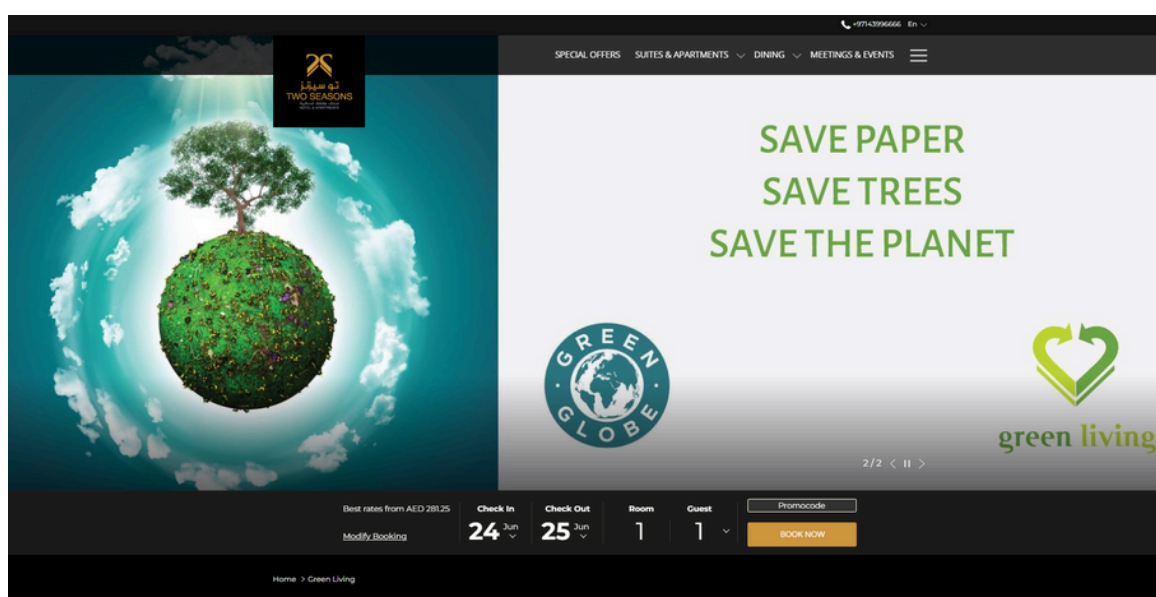 +97143996666 En
SPECIAL OFFERS SUITES & APARTMENTS DINING MEETINGS & EVENTS
تو سيزنز
TWO SEASONS
HOTEL & APARTMENTS
SAVE PAPER
SAVE TREES
SAVE THE PLANET
GREEN GLOBE
green living
2/2
Best rates from AED 281.25
Modify Booking
Check In
24 Jun
Check Out
25 Jun
Room
1
Guest
1
Promocode
BOOK NOW
Home > Green Living